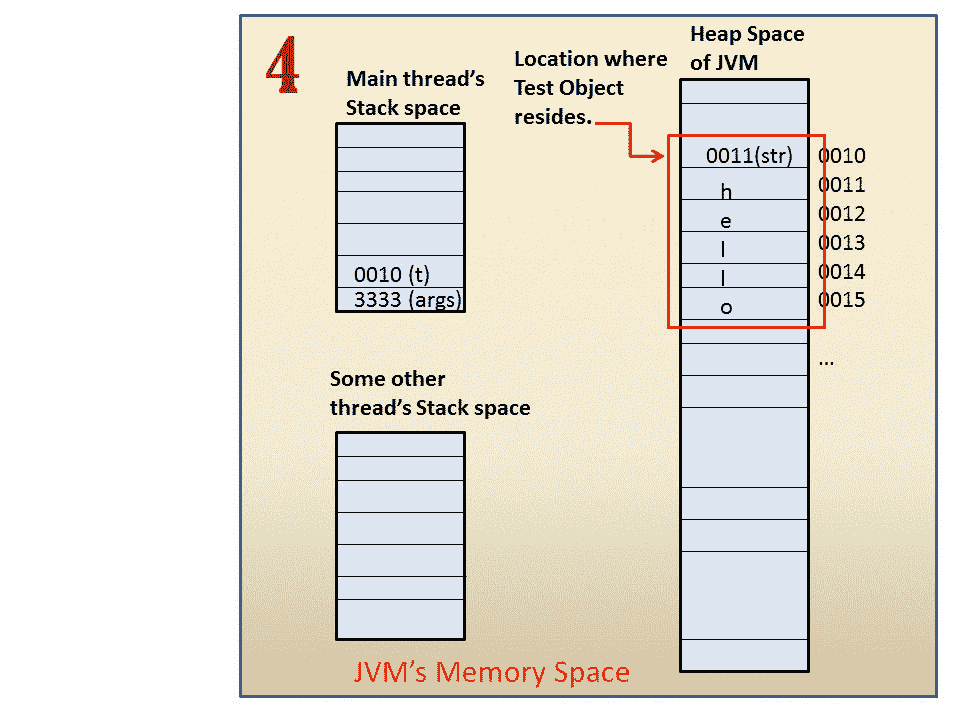 4
Main thread's
Stack space
0010 (t)
3333 (args)
Some other
thread's Stack space
Location where
Test Object
resides.
Heap Space
of JVM
0011(str)
h
e
l
l
o
0010
0011
0012
0013
0014
0015
...
JVM's Memory Space